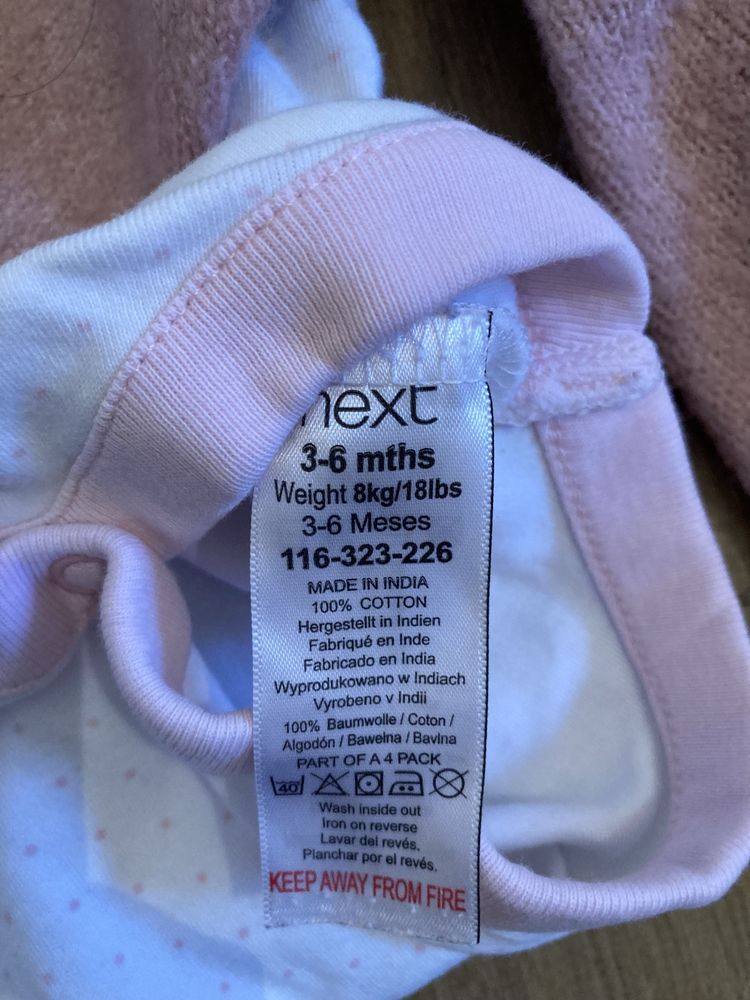 next
3-6 mths
Weight 8kg/18lbs
3-6 Meses
116-323-226
MADE IN INDIA
100% COTTON
Hergestellt in Indien
Fabriqué en Inde
Fabricado en India
Wyprodukowano w Indiach
Vyrobeno v Indii
100% Baumwolle / Coton /
Algodón / Bawełna / Bavlna
PART OF A 4 PACK
40
Wash inside out
Iron on reverse
Lavar del revés.
Planchar por el revés.
KEEP AWAY FROM FIRE